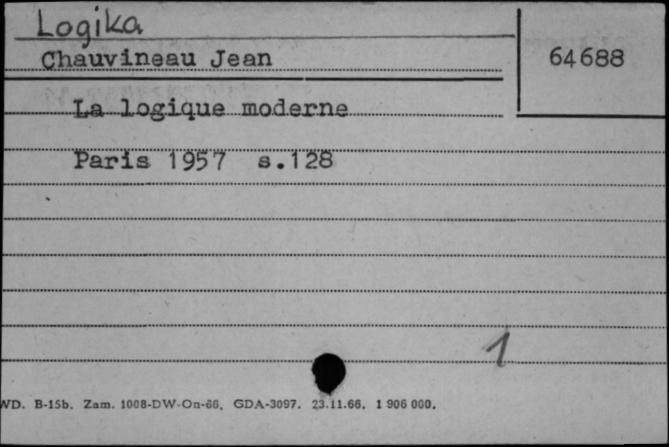 Logika
Chauvineau Jean
64688
La logique moderne
Paris 1957 s.128
1
WD. B-15b. Zam. 1008-DW-On-66. GDA-3097. 23.11.66. 1 906 000.